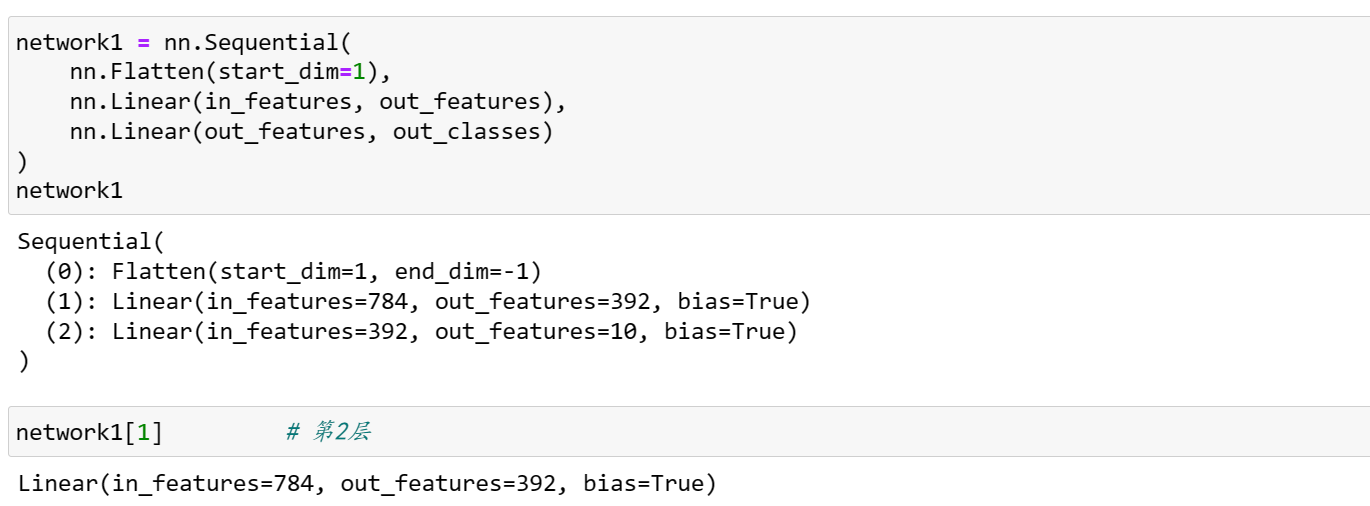 network1 = nn.Sequential(
    nn.Flatten(start_dim=1),
    nn.Linear(in_features, out_features),
    nn.Linear(out_features, out_classes)
)
network1
Sequential(
  (0): Flatten(start_dim=1, end_dim=-1)
  (1): Linear(in_features=784, out_features=392, bias=True)
  (2): Linear(in_features=392, out_features=10, bias=True)
)
network1[1]         # 第2层
Linear(in_features=784, out_features=392, bias=True)